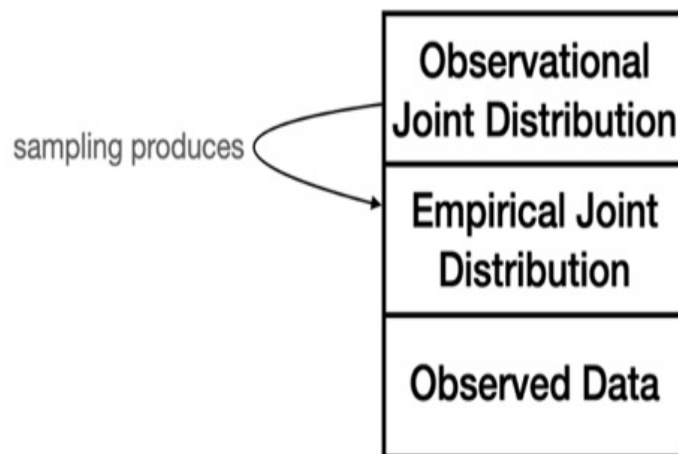 Observational
Joint Distribution
sampling produces
Empirical Joint
Distribution
Observed Data